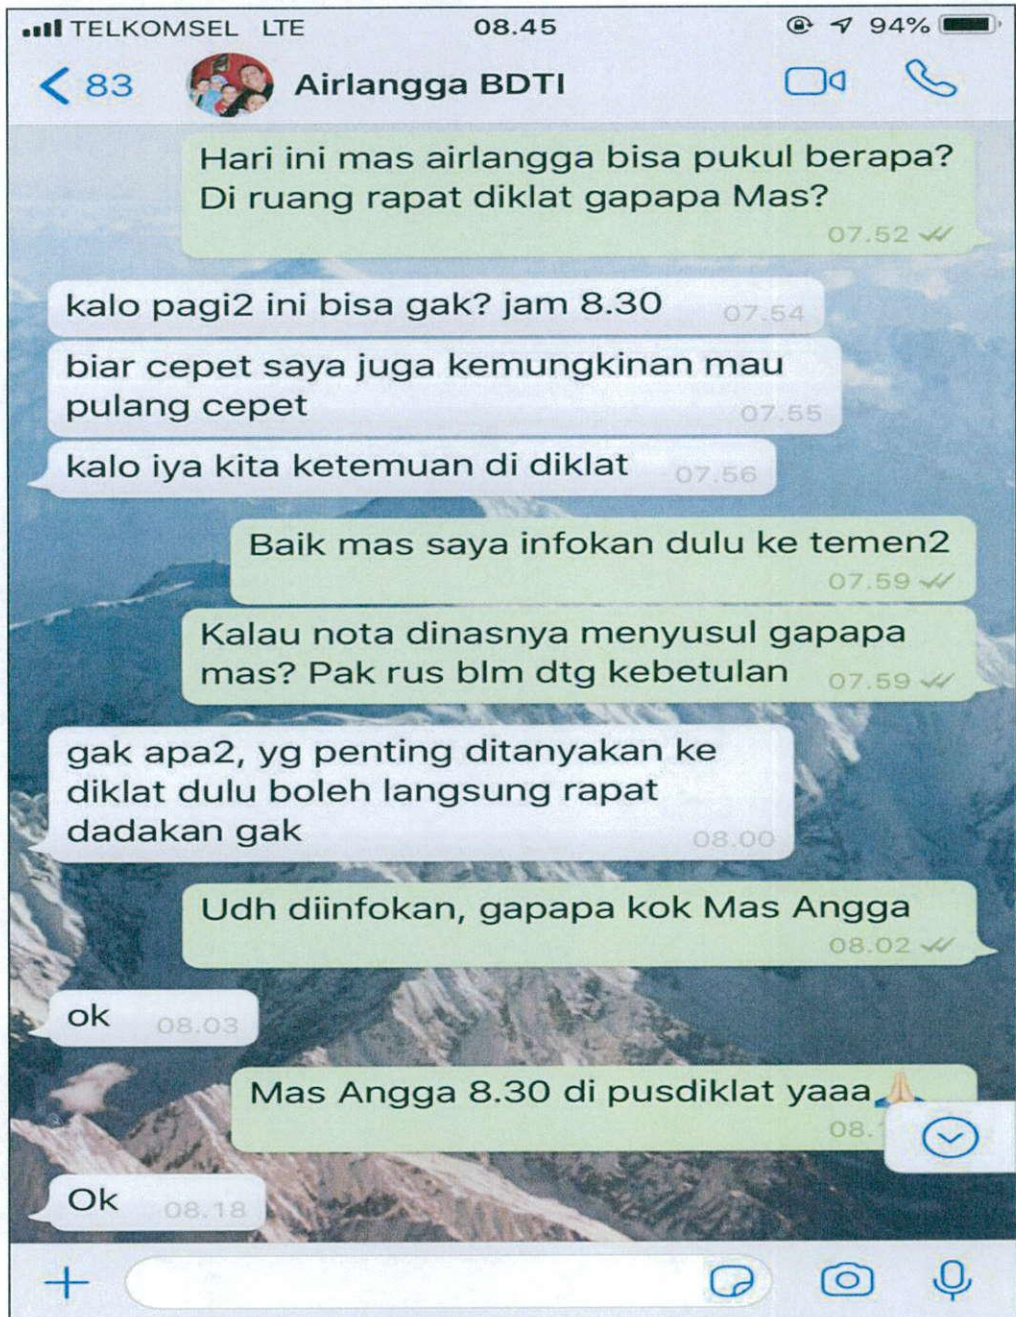 TELKOMSEL LTE 08.45 94%
83 Airlangga BDTI
Hari ini mas airlangga bisa pukul berapa?
Di ruang rapat diklat gapapa Mas?
07.52
kalo pagi2 ini bisa gak? jam 8.30 07.54
biar cepet saya juga kemungkinan mau
pulang cepet 07.55
kalo iya kita ketemuan di diklat 07.56
Baik mas saya infokan dulu ke temen2
07.59
Kalau nota dinasnya menyusul gapapa
mas? Pak rus blm dtg kebetulan 07.59
gak apa2, yg penting ditanyakan ke
diklat dulu boleh langsung rapat
dadakan gak 08.00
Udh diinfokan, gapapa kok Mas Angga
08.02
ok 08.03
Mas Angga 8.30 di pusdiklat yaaa🙏🏻
08.
Ok 08.18